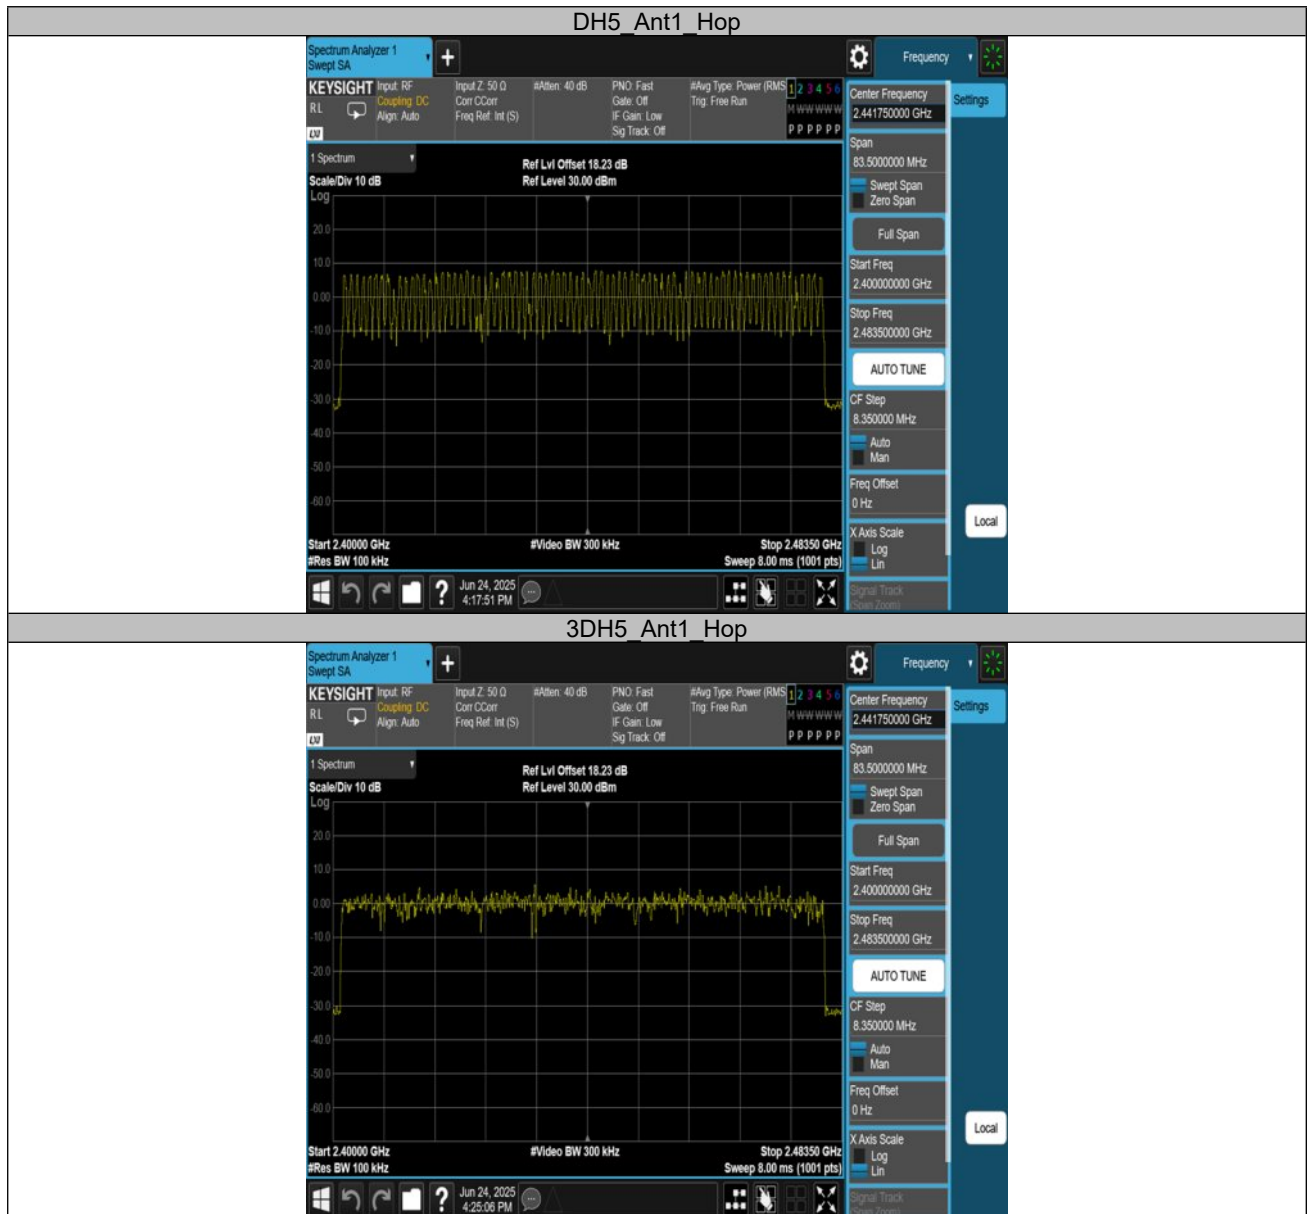 DH5_Ant1_Hop
Spectrum Analyzer 1
Swept SA
+
Frequency
KEYSIGHT Input: RF Input Z: 50 Ω #Atten: 40 dB PNO: Fast #Avg Type: Power (RMS 1 2 3 4 5 6
RL Coupling: DC Corr CCorr Gate: Off Trig: Free Run
Align: Auto Freq Ref: Int (S) IF Gain: Low M W W W W W
LXI Sig Track: Off P P P P P P
Center Frequency
2.441750000 GHz
Settings
Span
83.5000000 MHz
Swept Span
Zero Span
Full Span
Start Freq
2.400000000 GHz
Stop Freq
2.483500000 GHz
AUTO TUNE
CF Step
8.350000 MHz
Auto
Man
Freq Offset
0 Hz
X Axis Scale
Log
Lin
Signal Track
(Span Zoom)
Local
1 Spectrum
Ref Lvl Offset 18.23 dB
Scale/Div 10 dB Ref Level 30.00 dBm
Log
20.0
10.0
0.00
-10.0
-20.0
-30.0
-40.0
-50.0
-60.0
Start 2.40000 GHz #Video BW 300 kHz Stop 2.48350 GHz
#Res BW 100 kHz Sweep 8.00 ms (1001 pts)
? Jun 24, 2025
4:17:51 PM
3DH5_Ant1_Hop
Spectrum Analyzer 1
Swept SA
+
Frequency
KEYSIGHT Input: RF Input Z: 50 Ω #Atten: 40 dB PNO: Fast #Avg Type: Power (RMS 1 2 3 4 5 6
RL Coupling: DC Corr CCorr Gate: Off Trig: Free Run
Align: Auto Freq Ref: Int (S) IF Gain: Low M W W W W W
LXI Sig Track: Off P P P P P P
Center Frequency
2.441750000 GHz
Settings
Span
83.5000000 MHz
Swept Span
Zero Span
Full Span
Start Freq
2.400000000 GHz
Stop Freq
2.483500000 GHz
AUTO TUNE
CF Step
8.350000 MHz
Auto
Man
Freq Offset
0 Hz
X Axis Scale
Log
Lin
Signal Track
(Span Zoom)
Local
1 Spectrum
Ref Lvl Offset 18.23 dB
Scale/Div 10 dB Ref Level 30.00 dBm
Log
20.0
10.0
0.00
-10.0
-20.0
-30.0
-40.0
-50.0
-60.0
Start 2.40000 GHz #Video BW 300 kHz Stop 2.48350 GHz
#Res BW 100 kHz Sweep 8.00 ms (1001 pts)
? Jun 24, 2025
4:25:06 PM